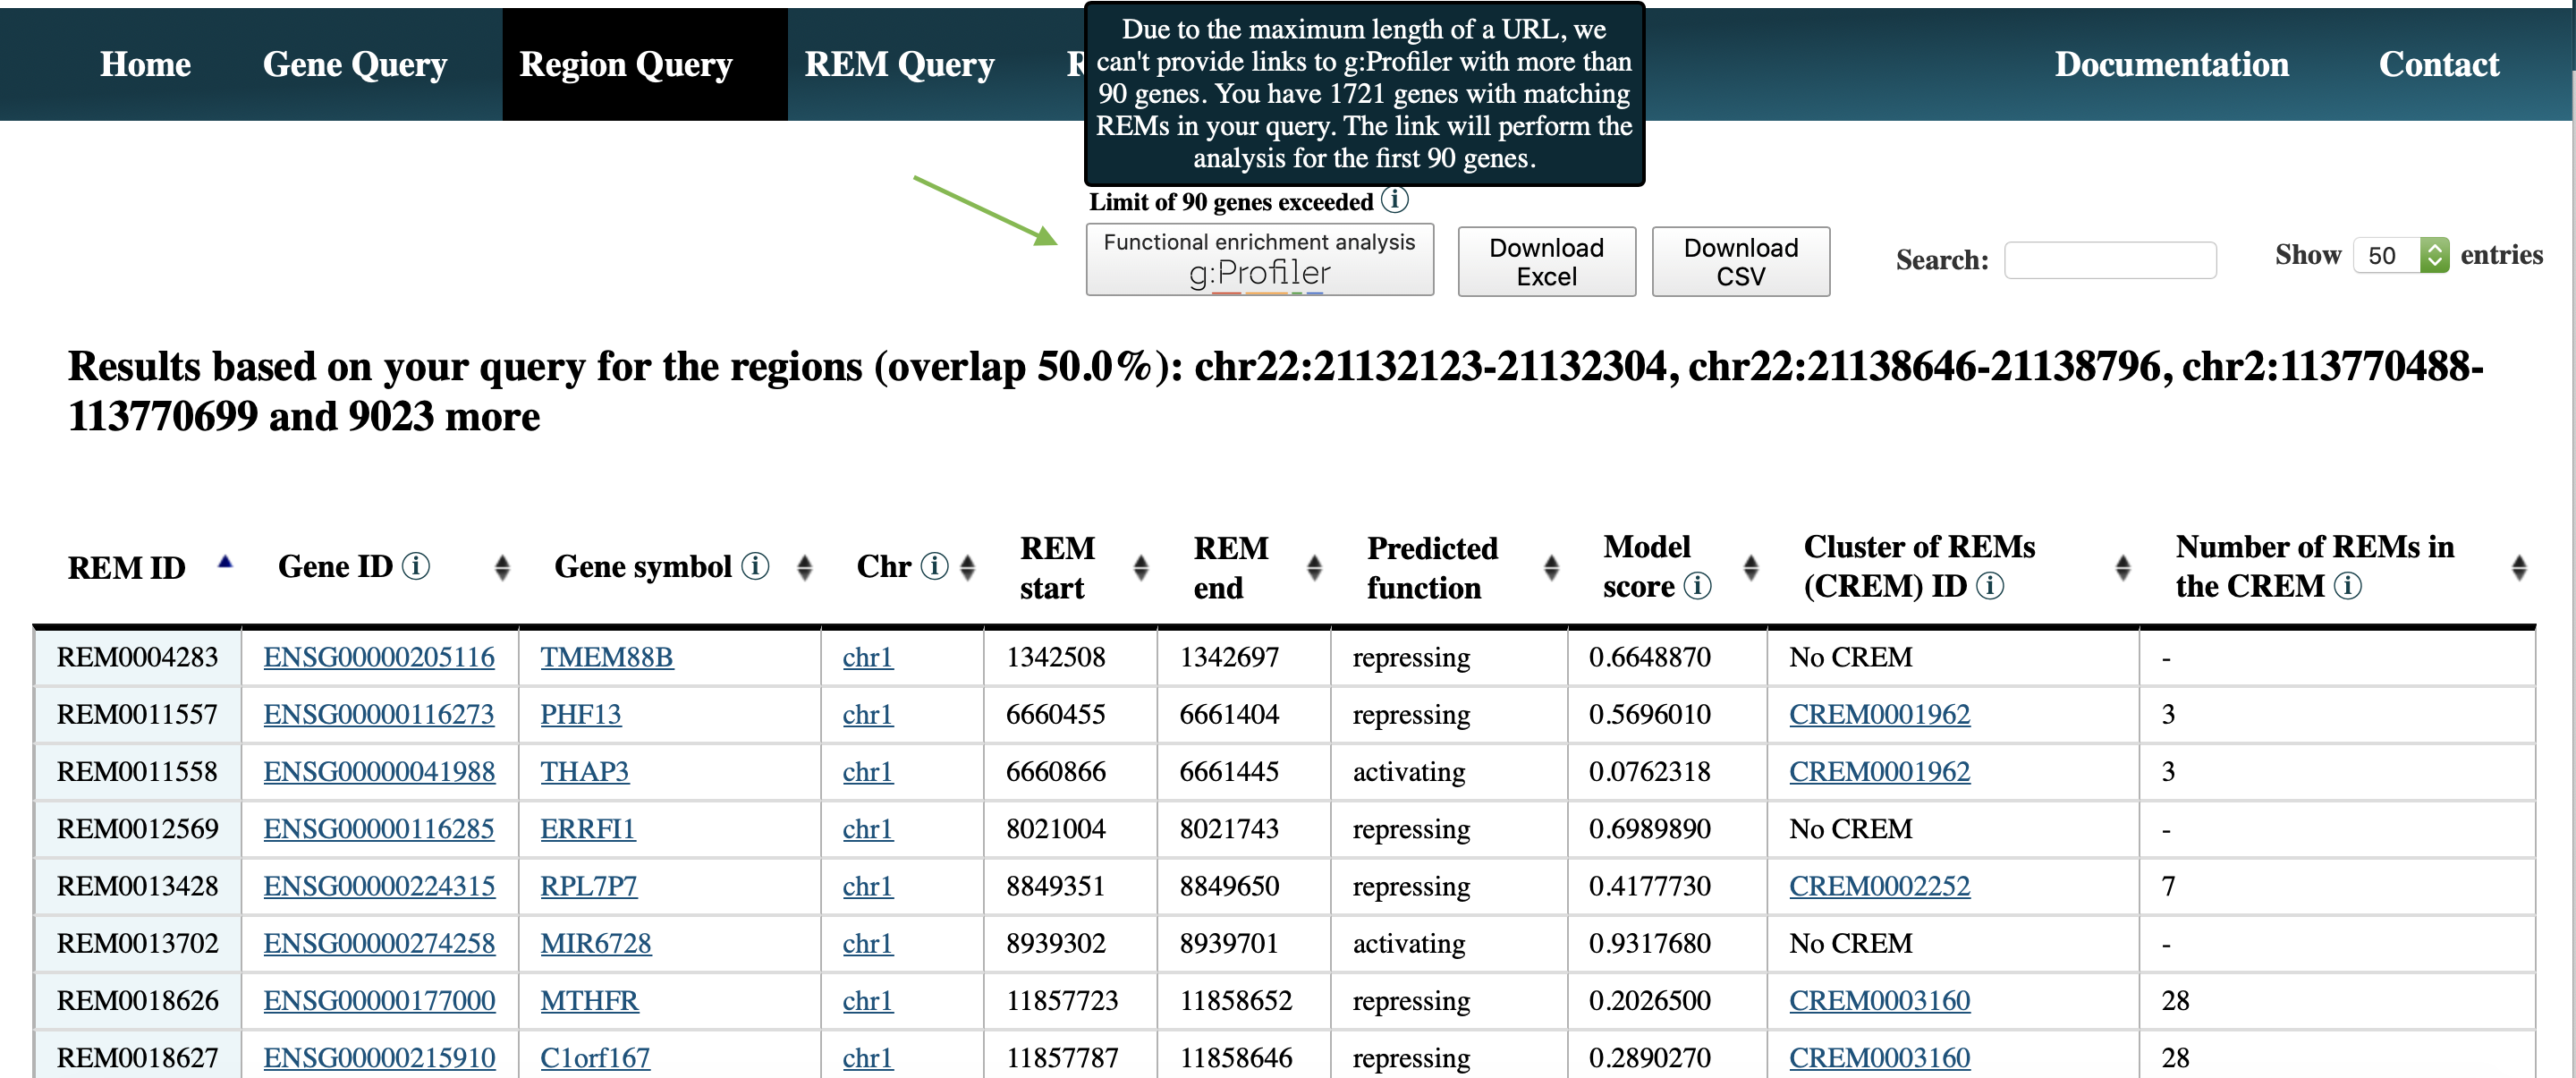 Home Gene Query Region Query REM Query R Documentation Contact
Due to the maximum length of a URL, we
can't provide links to g:Profiler with more than
90 genes. You have 1721 genes with matching
REMs in your query. The link will perform the
analysis for the first 90 genes.
Limit of 90 genes exceeded i
Functional enrichment analysis
g:Profiler
Download
Excel
Download
CSV
Search:
Show 50 entries
Results based on your query for the regions (overlap 50.0%): chr22:21132123-21132304, chr22:21138646-21138796, chr2:113770488-
113770699 and 9023 more
REM ID
Gene ID i
Gene symbol i
Chr i
REM
start
REM
end
Predicted
function
Model
score i
Cluster of REMs
(CREM) ID i
Number of REMs in
the CREM i
REM0004283 ENSG00000205116 TMEM88B chr1 1342508 1342697 repressing 0.6648870 No CREM -
REM0011557 ENSG00000116273 PHF13 chr1 6660455 6661404 repressing 0.5696010 CREM0001962 3
REM0011558 ENSG00000041988 THAP3 chr1 6660866 6661445 activating 0.0762318 CREM0001962 3
REM0012569 ENSG00000116285 ERRFI1 chr1 8021004 8021743 repressing 0.6989890 No CREM -
REM0013428 ENSG00000224315 RPL7P7 chr1 8849351 8849650 repressing 0.4177730 CREM0002252 7
REM0013702 ENSG00000274258 MIR6728 chr1 8939302 8939701 activating 0.9317680 No CREM -
REM0018626 ENSG00000177000 MTHFR chr1 11857723 11858652 repressing 0.2026500 CREM0003160 28
REM0018627 ENSG00000215910 C1orf167 chr1 11857787 11858646 repressing 0.2890270 CREM0003160 28